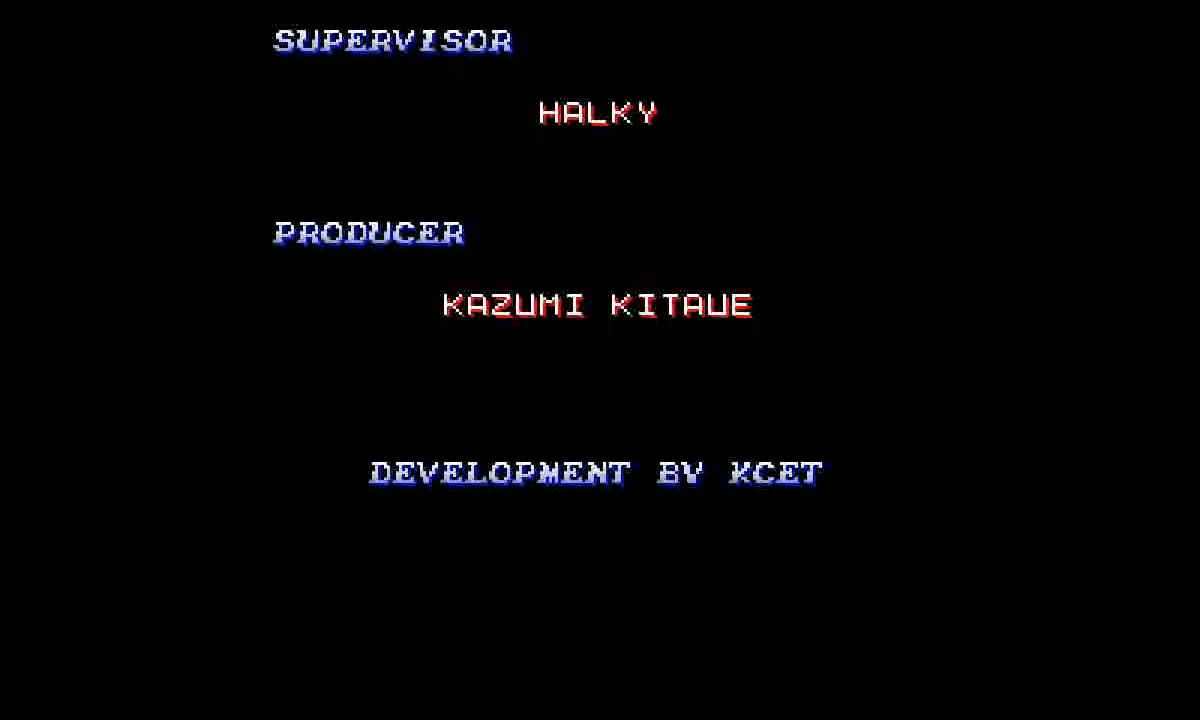 SUPERVISOR
HALKY
PRODUCER
KAZUMI KITAUE
DEVELOPMENT BY KCET